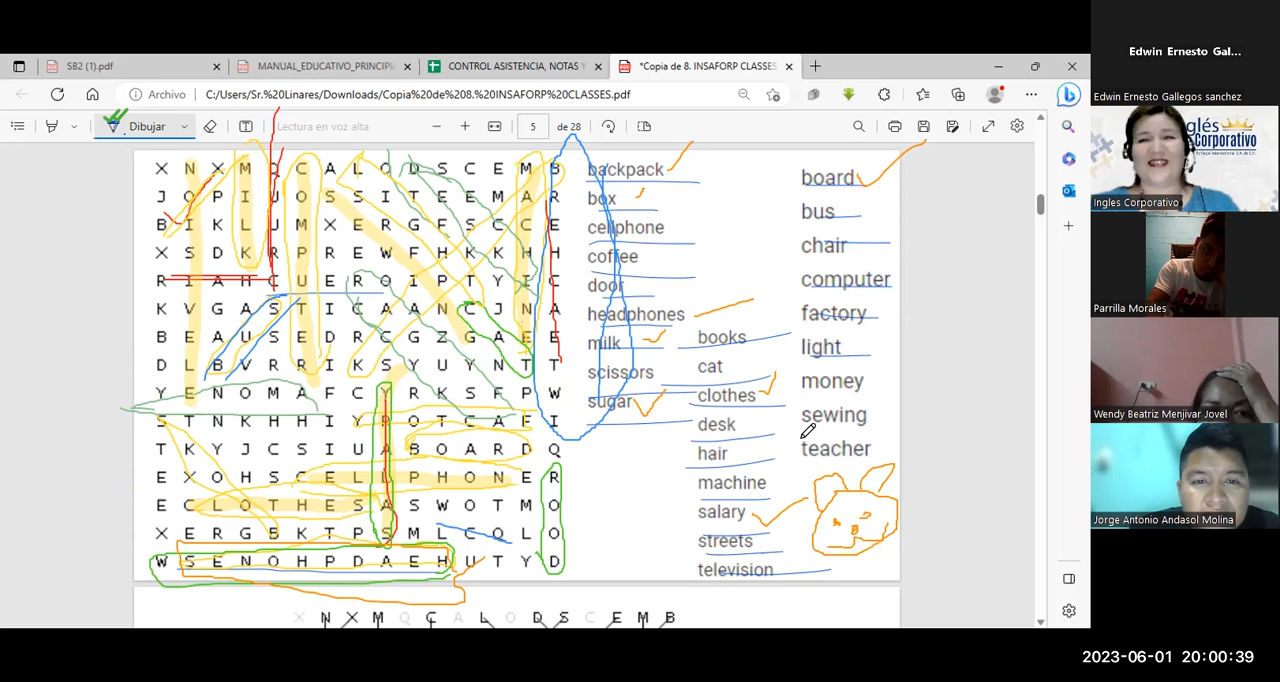 SB2 (1).pdf
MANUAL_EDUCATIVO_PRINCIPI
CONTROL ASISTENCIA, NOTAS Y
*Copia de 8. INSAFORP CLASSES.
Archivo
C:/Users/Sr.%20Linares/Downloads/Copia%20de%208.%20INSAFORP%20CLASSES.pdf
Dibujar
Lectura en voz alta
5
de 28
X N X M Q C A L O D S C E M B
J O P I U O S S I T E E M A R
B I K L U M X E R G F S C C E
X S D K R P R E W F H K K H H
R I A H C U E R O I P T Y I C
K V G A S T I C A A N C J N A
B E A U S E D R C G Z G A E E
D L B V R R I K S Y U Y N T T
Y E N O M A F C Y R K S F P W
S T N K H H I Y P O T C A F I
T K Y J C S I U A B O A R D Q
E X O H S C E L L P H O N E R
E C L O T H E S A S W O T M O
X E R G B K T P S M L C O L O
W S E N O H P D A E H U T Y D
backpack
box
cellphone
coffee
door
headphones
milk
scissors
sugar
books
cat
clothes
desk
hair
machine
salary
streets
television
board
bus
chair
computer
factory
light
money
sewing
teacher
X N X M Q C A L O D S C E M B
Edwin Ernesto Gal...
Edwin Ernesto Gallegos sanchez
Inglés Corporativo
Ingles Corporativo
Parrilla Morales
Wendy Beatriz Menjivar Jovel
Jorge Antonio Andasol Molina
2023-06-01 20:00:39